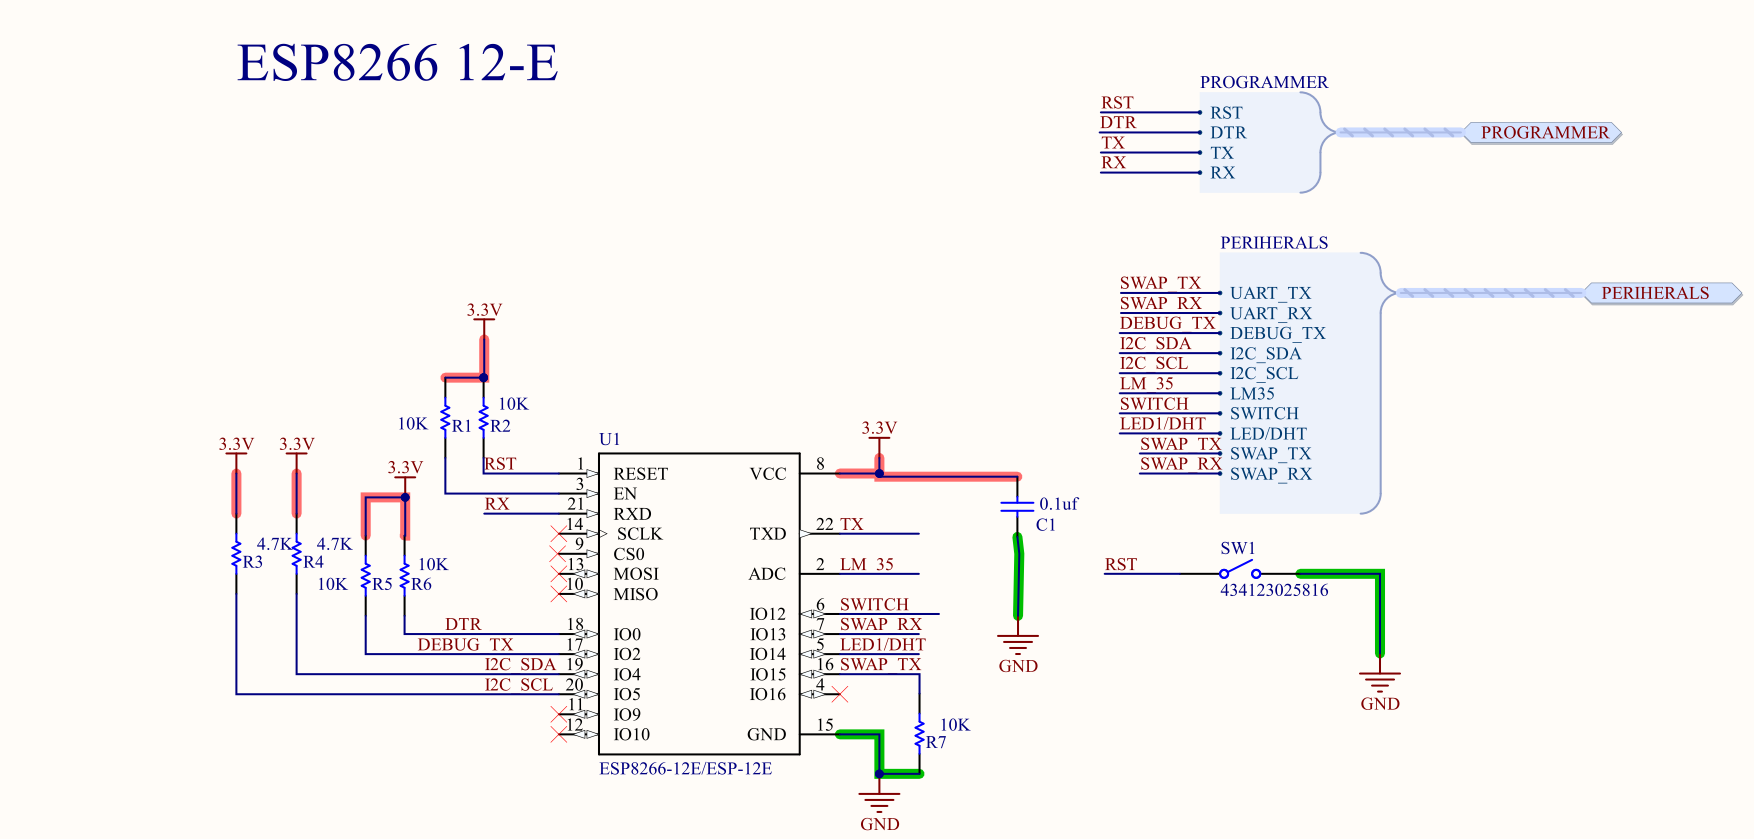 ESP8266 12-E
PROGRAMMER
RST
RST
DTR
DTR
TX
TX
RX
RX
PROGRAMMER
PERIHERALS
SWAP_TX
UART_TX
SWAP_RX
UART_RX
DEBUG_TX
DEBUG_TX
I2C_SDA
I2C_SDA
I2C_SCL
I2C_SCL
LM_35
LM35
SWITCH
SWITCH
LED1/DHT
LED/DHT
SWAP_TX
SWAP_TX
SWAP_RX
SWAP_RX
PERIHERALS
3.3V
10K
R1
10K
R2
3.3V
3.3V
3.3V
4.7K
R3
4.7K
R4
10K
R5
10K
R6
U1
RST
1
RESET
3
EN
RX
21
RXD
14
SCLK
9
CS0
13
MOSI
10
MISO
DTR
18
IO0
DEBUG_TX
17
IO2
I2C_SDA
19
IO4
I2C_SCL
20
IO5
11
IO9
12
IO10
VCC
8
3.3V
TXD
22
TX
ADC
2
LM_35
IO12
6
SWITCH
IO13
7
SWAP_RX
IO14
5
LED1/DHT
IO15
16
SWAP_TX
IO16
4
GND
15
ESP8266-12E/ESP-12E
10K
R7
GND
0.1uf
C1
GND
RST
SW1
434123025816
GND